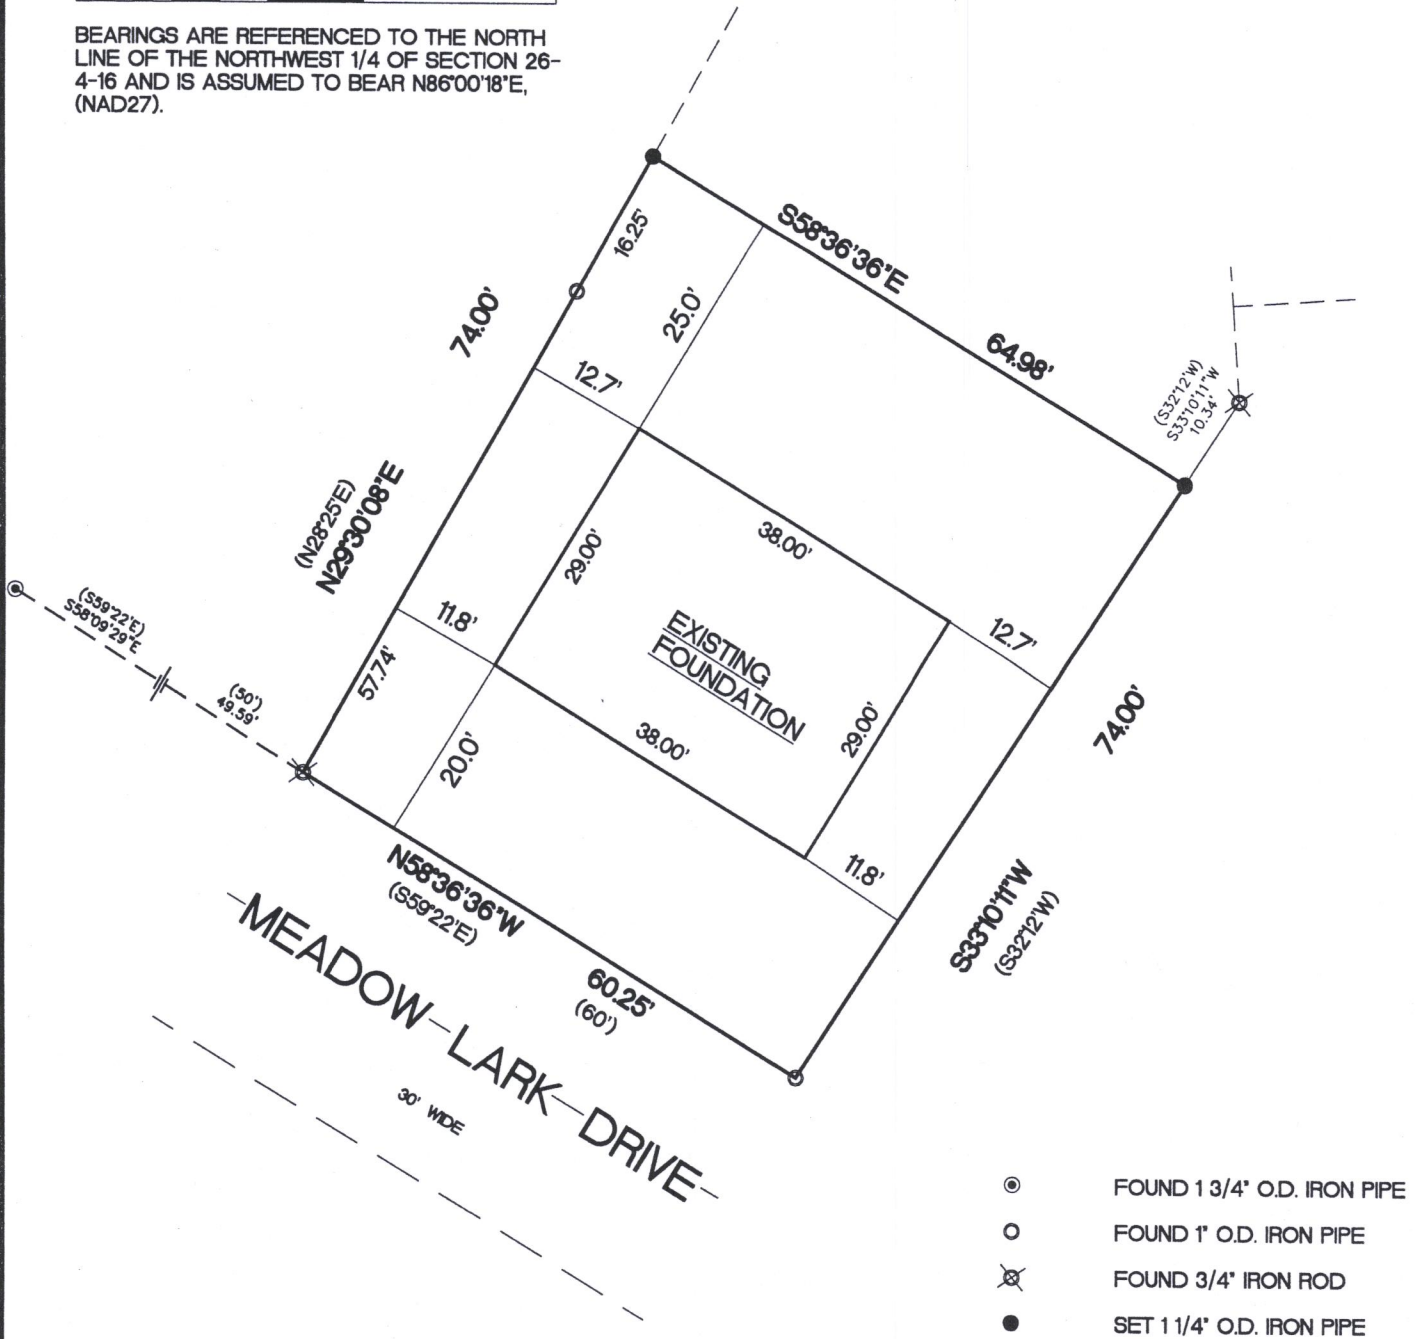 BEARINGS ARE REFERENCED TO THE NORTH
LINE OF THE NORTHWEST 1/4 OF SECTION 26-
4-16 AND IS ASSUMED TO BEAR N86°00'18"E,
(NAD27).
16.25'
S58°36'36"E
74.00'
25.0'
64.98'
12.7'
(S32°12'W)
S33°10'11"W
10.34'
(N28°25'E)
N29°30'08"E
38.00'
29.00'
(S59°22'E)
S58°09'29"E
11.8'
57.74'
EXISTING
FOUNDATION
12.7'
(50')
49.59'
20.0'
38.00'
29.00'
74.00'
11.8'
N58°36'36"W
(S59°22'E)
S33°10'11"W
(S32°12'W)
60.25'
(60')
MEADOW LARK DRIVE
30' WIDE
FOUND 1 3/4" O.D. IRON PIPE
FOUND 1" O.D. IRON PIPE
FOUND 3/4" IRON ROD
SET 1 1/4" O.D. IRON PIPE